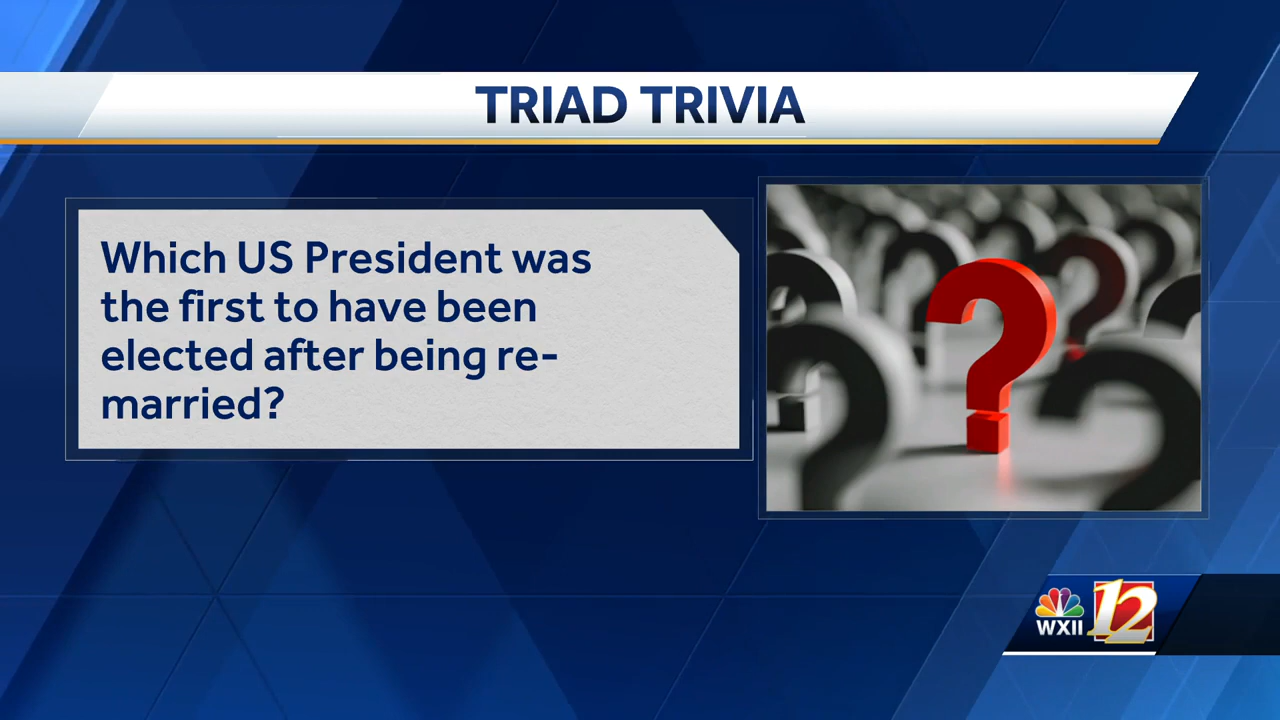 TRIAD TRIVIA
Which US President was
the first to have been
elected after being re-
married?
WXII 12